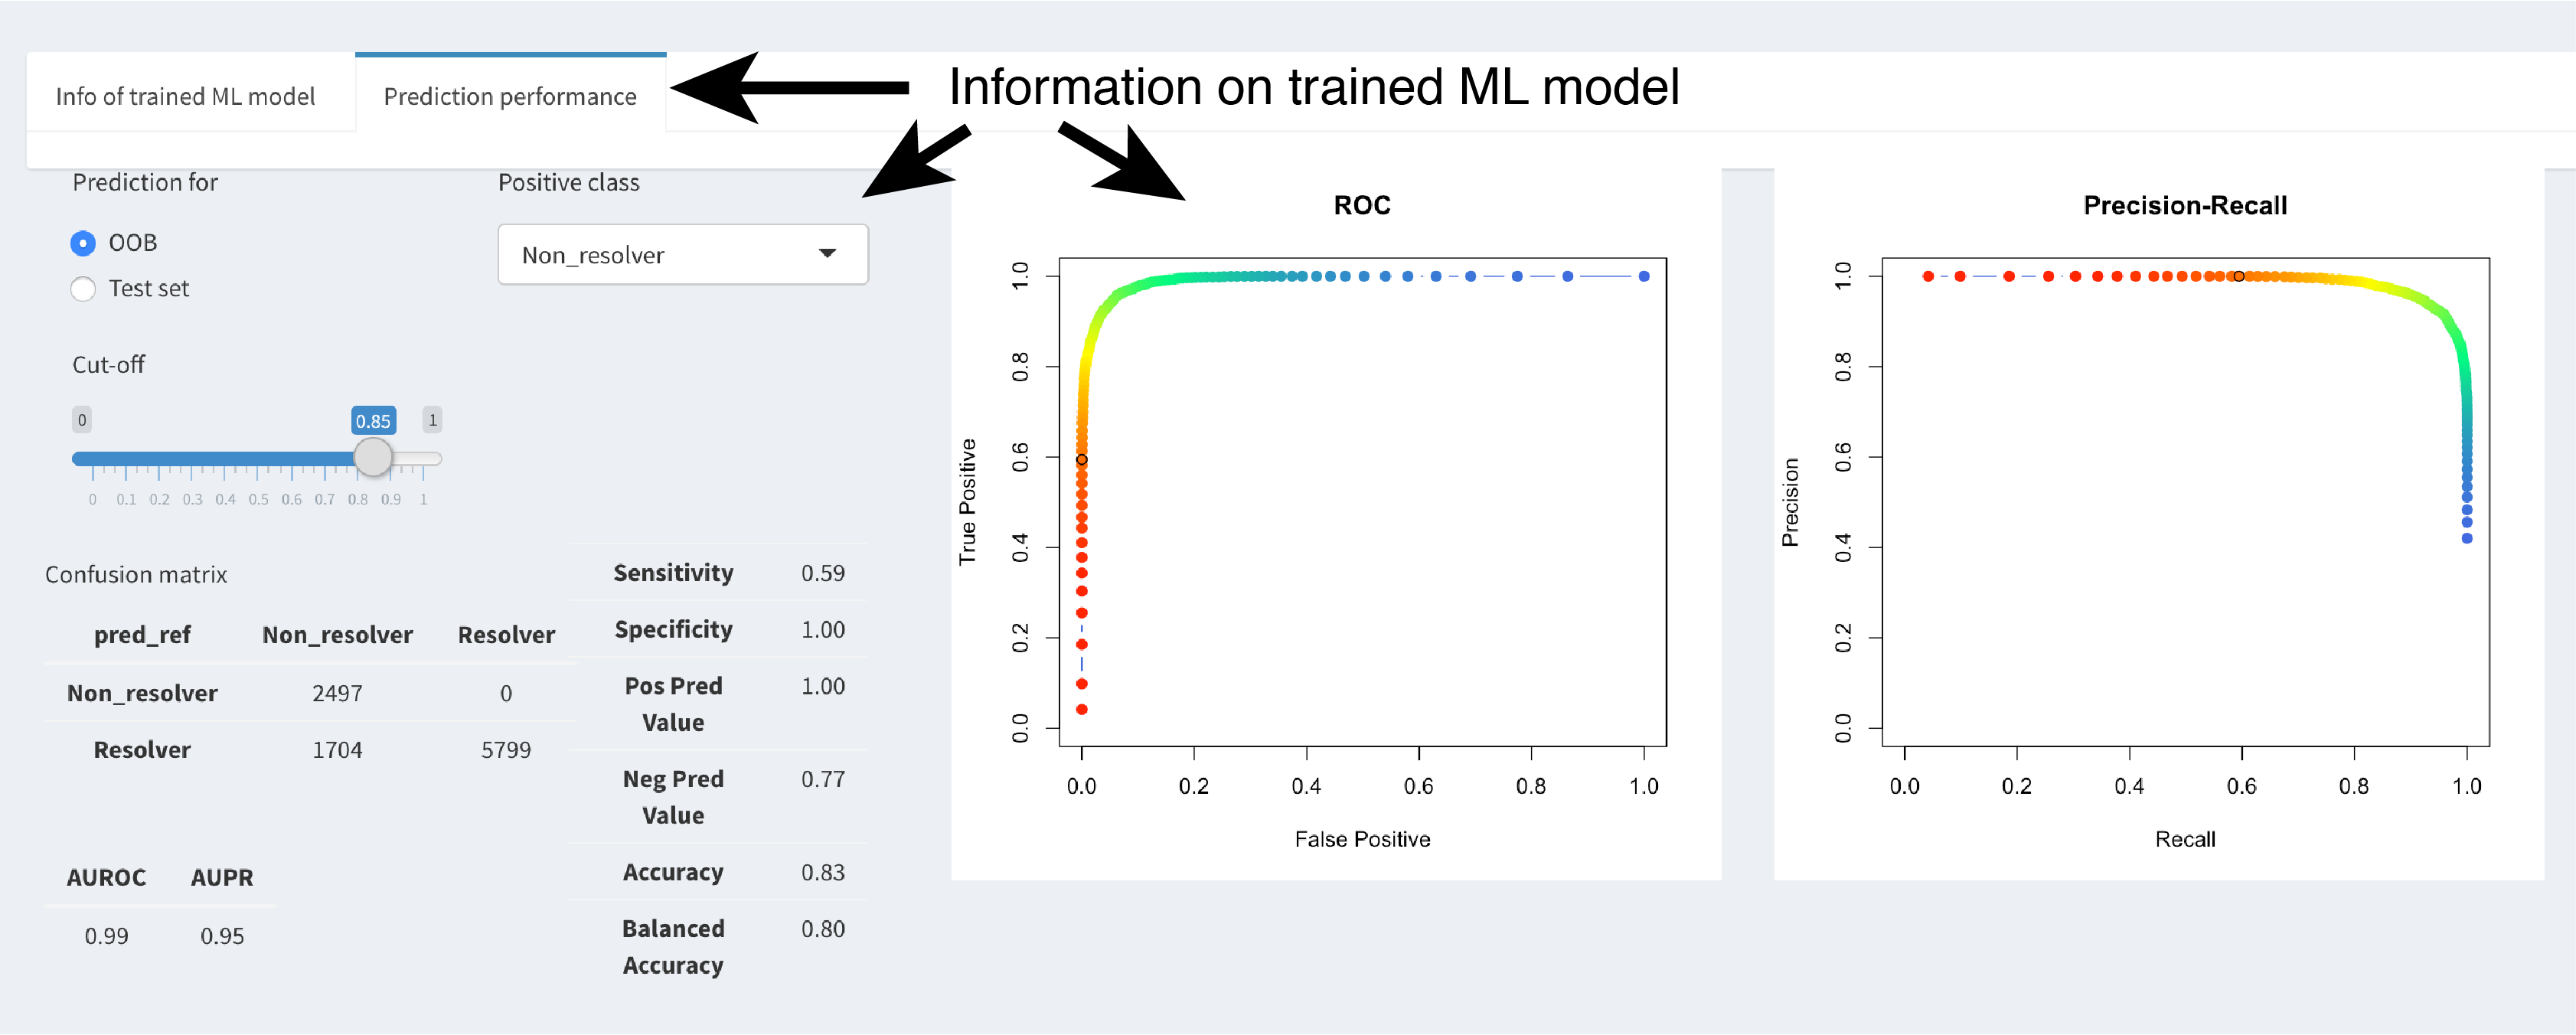 Info of trained ML model
Prediction performance
Information on trained ML model
Prediction for
OOB
Test set
Positive class
Non_resolver
Cut-off
0 0.85 1
0 0.1 0.2 0.3 0.4 0.5 0.6 0.7 0.8 0.9 1
Confusion matrix
pred_ref Non_resolver Resolver
Non_resolver 2497 0
Resolver 1704 5799
AUROC AUPR
0.99 0.95
Sensitivity 0.59
Specificity 1.00
Pos Pred 1.00
Value
Neg Pred 0.77
Value
Accuracy 0.83
Balanced 0.80
Accuracy
ROC
True Positive
1.0
0.8
0.6
0.4
0.2
0.0
0.0 0.2 0.4 0.6 0.8 1.0
False Positive
Precision-Recall
Precision
1.0
0.8
0.6
0.4
0.2
0.0
0.0 0.2 0.4 0.6 0.8 1.0
Recall